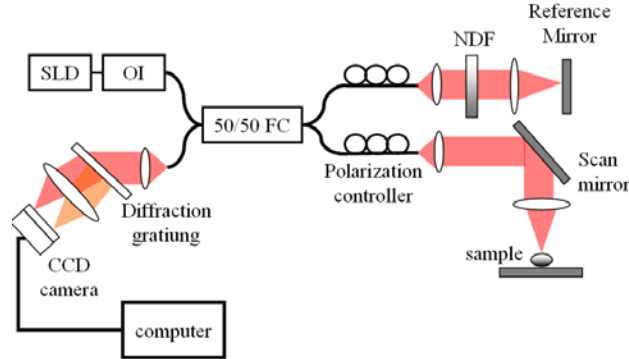 Reference
Mirror
NDF
SLD
OI
50/50 FC
Polarization
controller
Scan
mirror
Diffraction
gratiung
sample
CCD
camera
computer